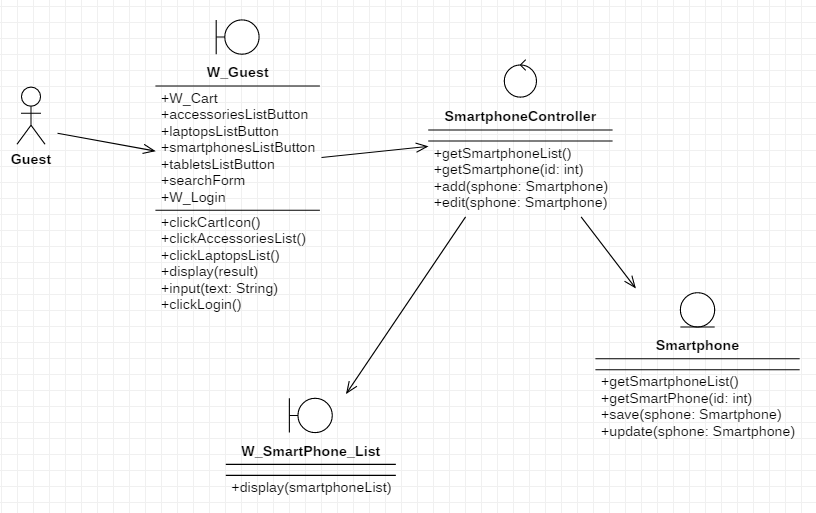 Guest
W_Guest
+W_Cart
+accessoriesListButton
+laptopsListButton
+smartphonesListButton
+tabletsListButton
+searchForm
+W_Login
+clickCartIcon()
+clickAccessoriesList()
+clickLaptopsList()
+display(result)
+input(text: String)
+clickLogin()
SmartphoneController
+getSmartphoneList()
+getSmartphone(id: int)
+add(sphone: Smartphone)
+edit(sphone: Smartphone)
Smartphone
+getSmartphoneList()
+getSmartPhone(id: int)
+save(sphone: Smartphone)
+update(sphone: Smartphone)
W_SmartPhone_List
+display(smartphoneList)